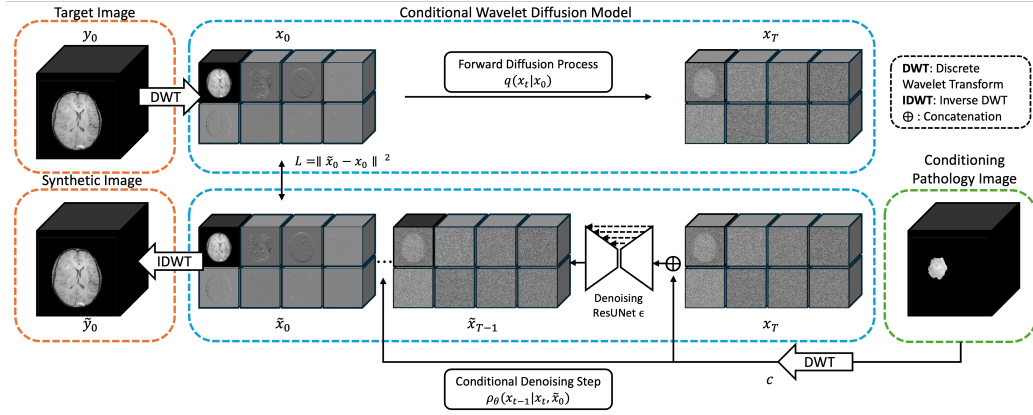 Target Image
Conditional Wavelet Diffusion Model
y₀
x₀
x_T
DWT
Forward Diffusion Process
q(x_t|x₀)
DWT: Discrete
Wavelet Transform
IDWT: Inverse DWT
⊕ : Concatenation
L = ‖ x̃₀ − x₀ ‖ ²
Synthetic Image
Conditioning
Pathology Image
IDWT
...
Denoising
ResUNet ϵ
ỹ₀
x̃₀
x̃_{T−1}
x_T
DWT
c
Conditional Denoising Step
ρ_θ(x_{t−1}|x_t, x̃₀)